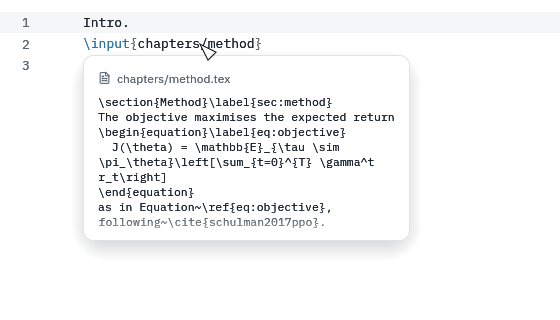 1 Intro.
2 \input{chapters/method}
3
chapters/method.tex
\section{Method}\label{sec:method}
The objective maximises the expected return
\begin{equation}\label{eq:objective}
  J(\theta) = \mathbb{E}_{\tau \sim
\pi_\theta}\left[\sum_{t=0}^{T} \gamma^t
r_t\right]
\end{equation}
as in Equation~\ref{eq:objective},
following~\cite{schulman2017ppo}.